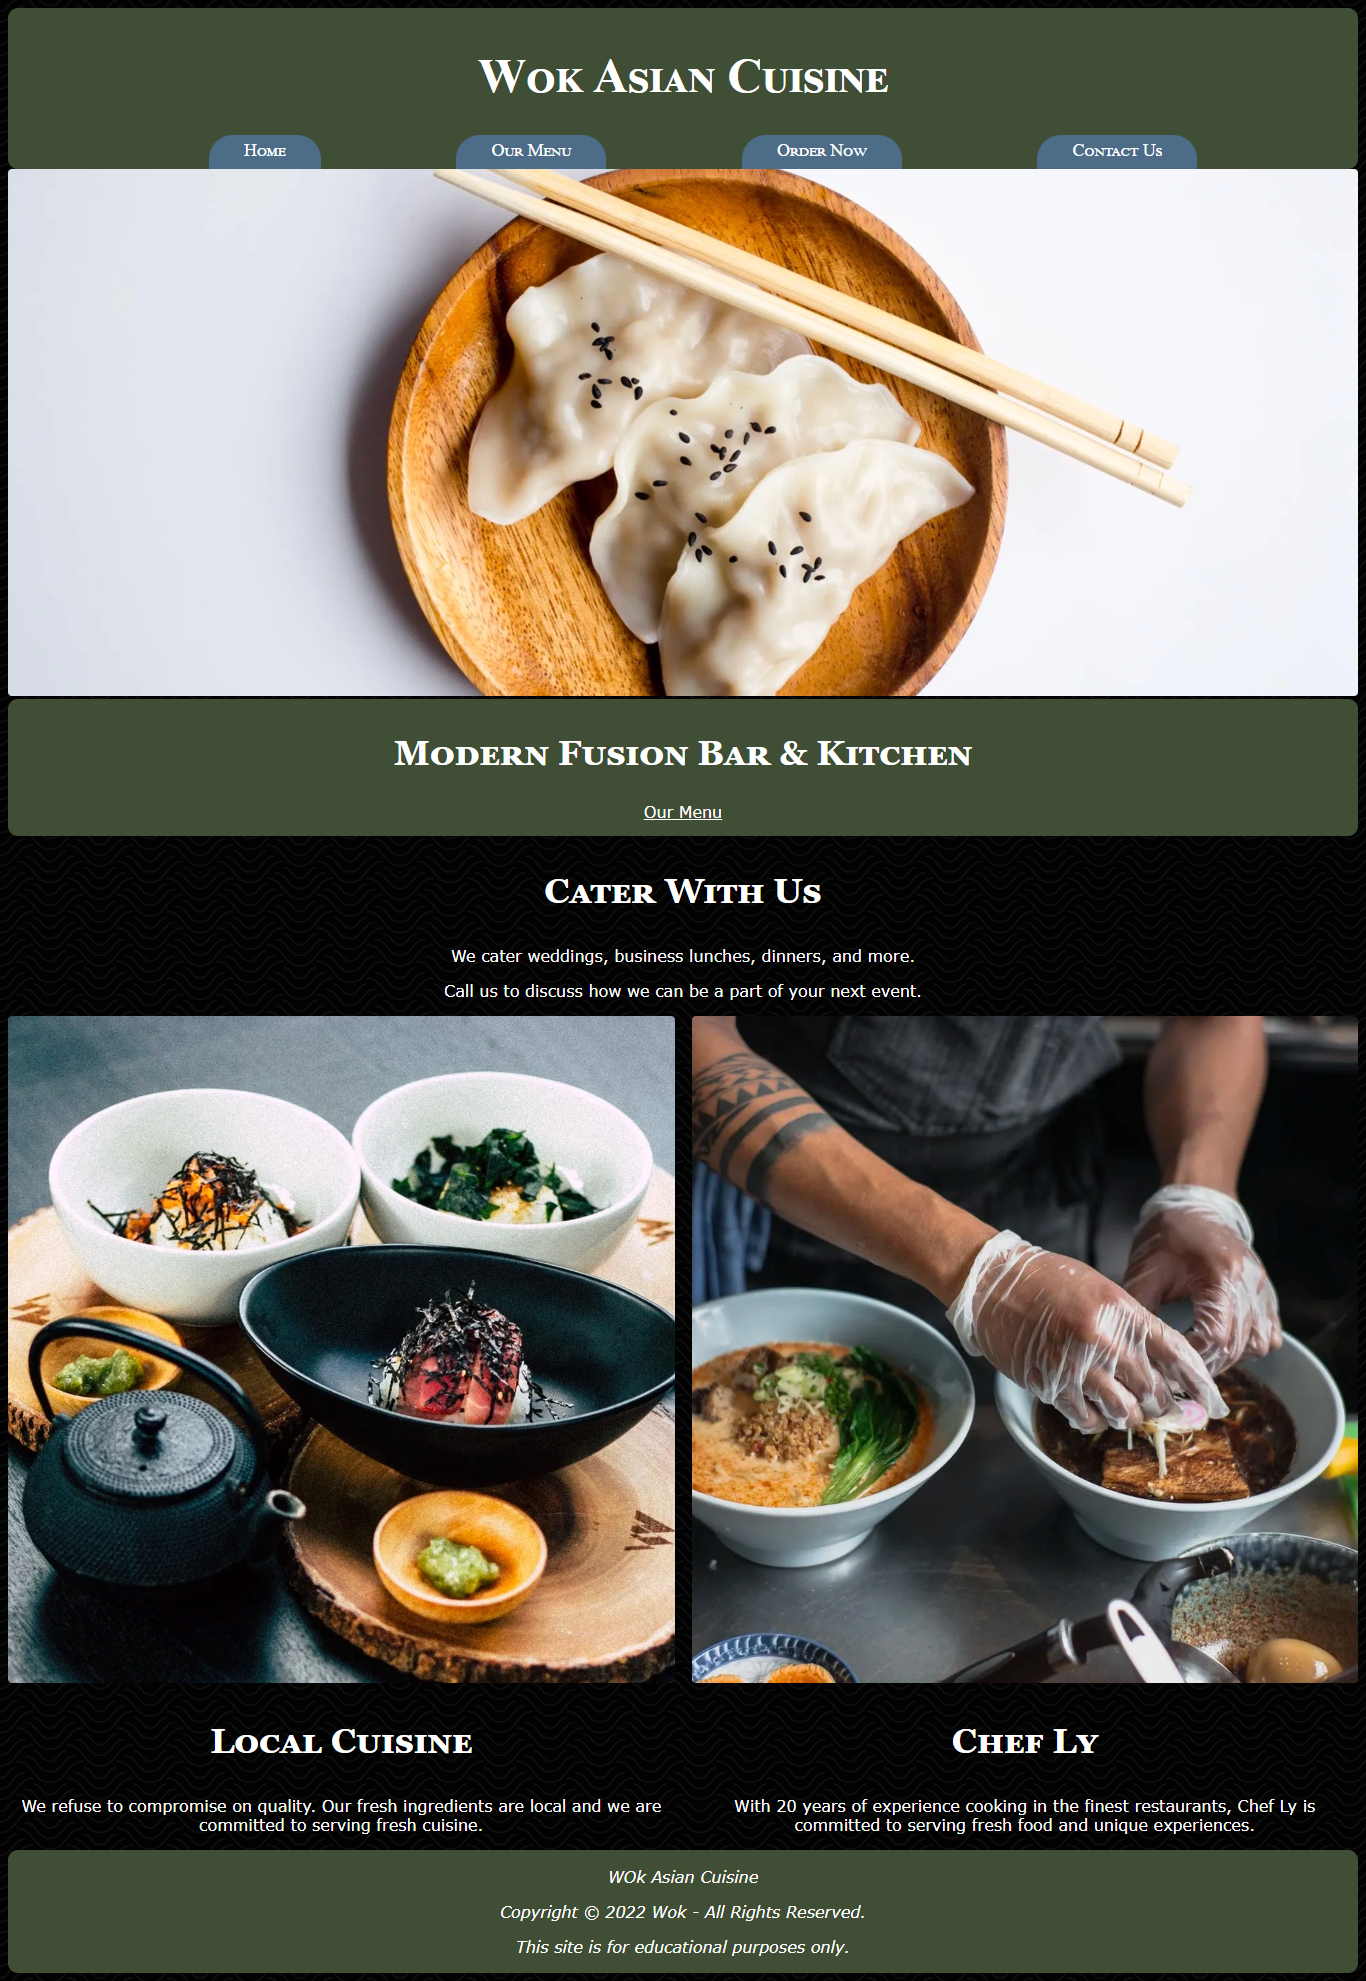 Wok Asian Cuisine
Home
Our Menu
Order Now
Contact Us
Modern Fusion Bar & Kitchen
Our Menu
Cater With Us
We cater weddings, business lunches, dinners, and more.
Call us to discuss how we can be a part of your next event.
Local Cuisine
We refuse to compromise on quality. Our fresh ingredients are local and we are
committed to serving fresh cuisine.
Chef Ly
With 20 years of experience cooking in the finest restaurants, Chef Ly is
committed to serving fresh food and unique experiences.
WOk Asian Cuisine
Copyright © 2022 Wok - All Rights Reserved.
This site is for educational purposes only.